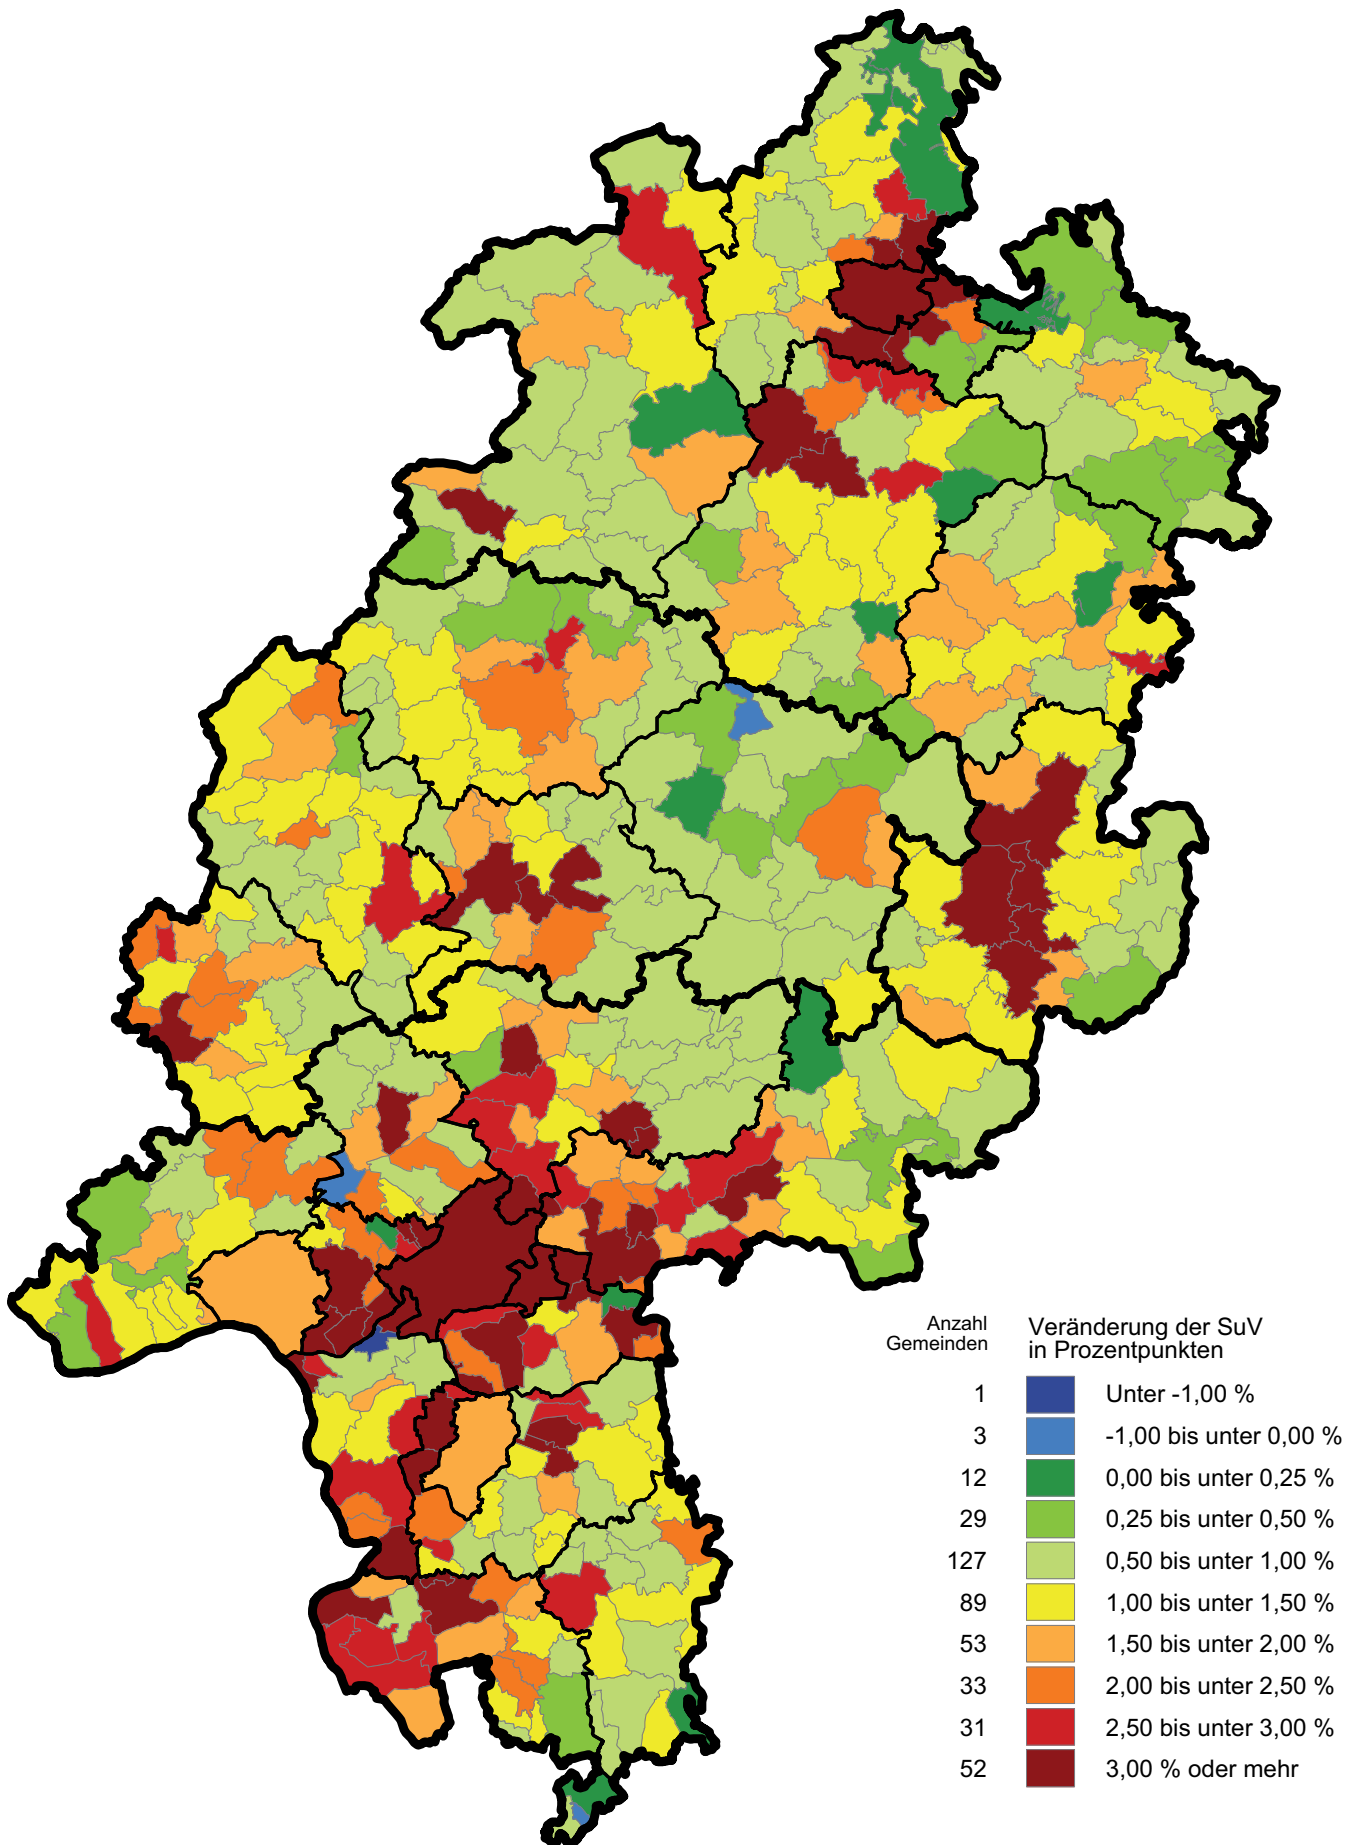 Anzahl
Gemeinden
Veränderung der SuV
in Prozentpunkten
1 Unter -1,00 %
3 -1,00 bis unter 0,00 %
12 0,00 bis unter 0,25 %
29 0,25 bis unter 0,50 %
127 0,50 bis unter 1,00 %
89 1,00 bis unter 1,50 %
53 1,50 bis unter 2,00 %
33 2,00 bis unter 2,50 %
31 2,50 bis unter 3,00 %
52 3,00 % oder mehr